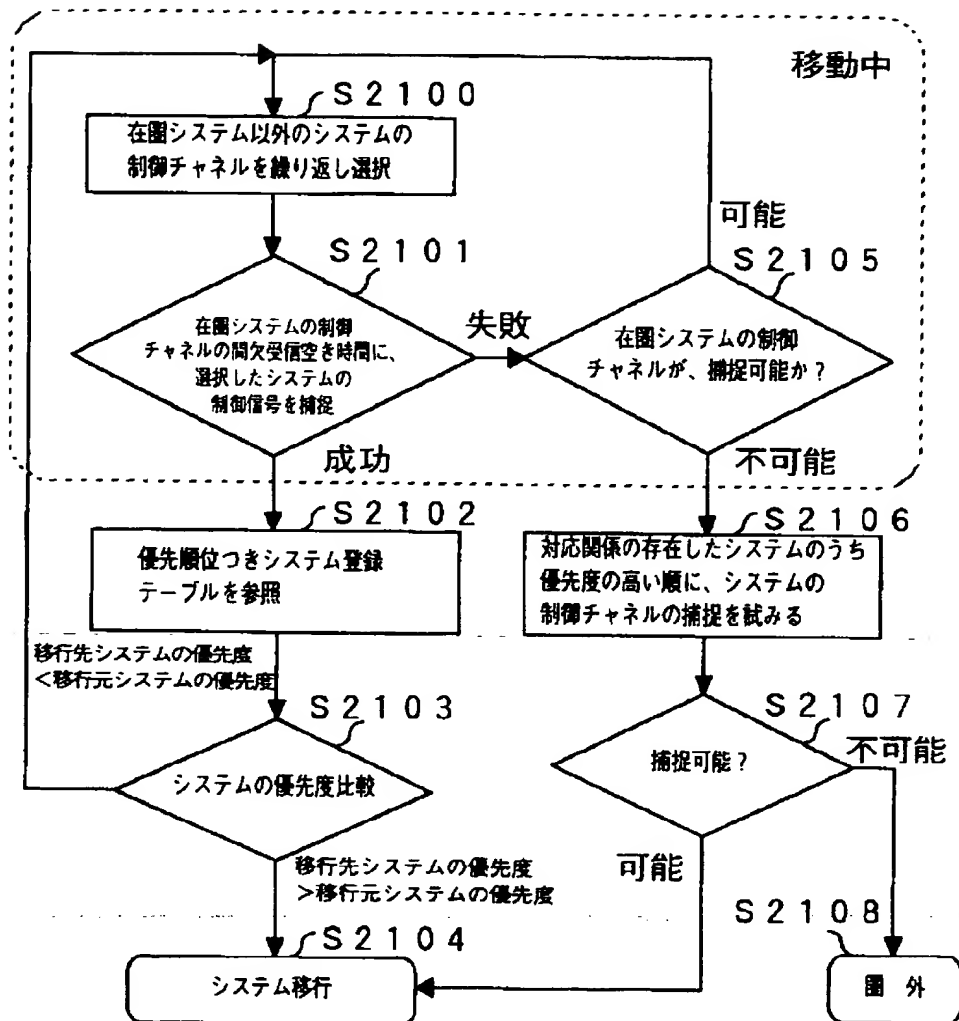 移動中
S2100
在圏システム以外のシステムの
制御チャネルを繰り返し選択
可能
S2101
S2105
在圏システムの制御
チャネルの間欠受信空き時間に、
選択したシステムの
制御信号を捕捉
失敗
在圏システムの制御
チャネルが、捕捉可能か？
成功
不可能
S2102
優先順位つきシステム登録
テーブルを参照
S2106
対応関係の存在したシステムのうち
優先度の高い順に、システムの
制御チャネルの捕捉を試みる
移行先システムの優先度
＜移行元システムの優先度
S2103
システムの優先度比較
S2107
捕捉可能？
不可能
移行先システムの優先度
＞移行元システムの優先度
可能
S2104
システム移行
S2108
圏 外